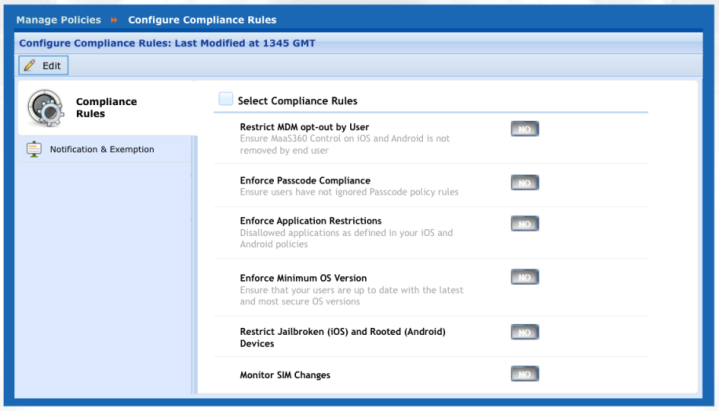 Manage Policies » Configure Compliance Rules
Configure Compliance Rules: Last Modified at 1345 GMT
Edit
Compliance
Rules
Notification & Exemption
Select Compliance Rules
Restrict MDM opt-out by User
NO
Ensure MaaS360 Control on iOS and Android is not
removed by end user
Enforce Passcode Compliance
NO
Ensure users have not ignored Passcode policy rules
Enforce Application Restrictions
NO
Disallowed applications as defined in your iOS and
Android policies
Enforce Minimum OS Version
NO
Ensure that your users are up to date with the latest
and most secure OS versions
Restrict Jailbroken (iOS) and Rooted (Android)
Devices
NO
Monitor SIM Changes
NO